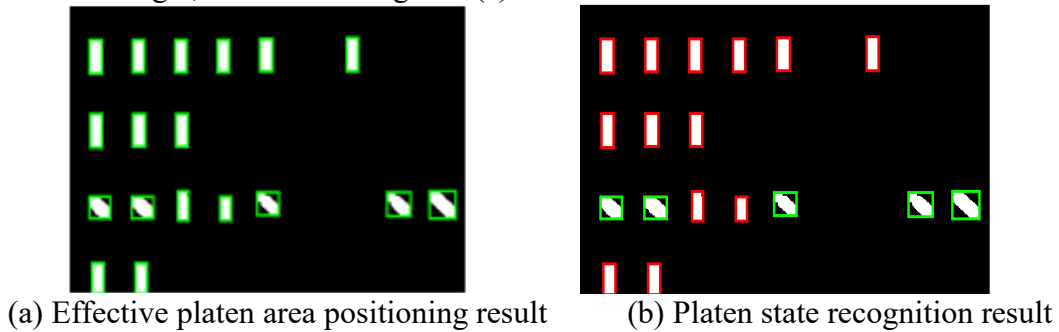 (a) Effective platen area positioning result
(b) Platen state recognition result